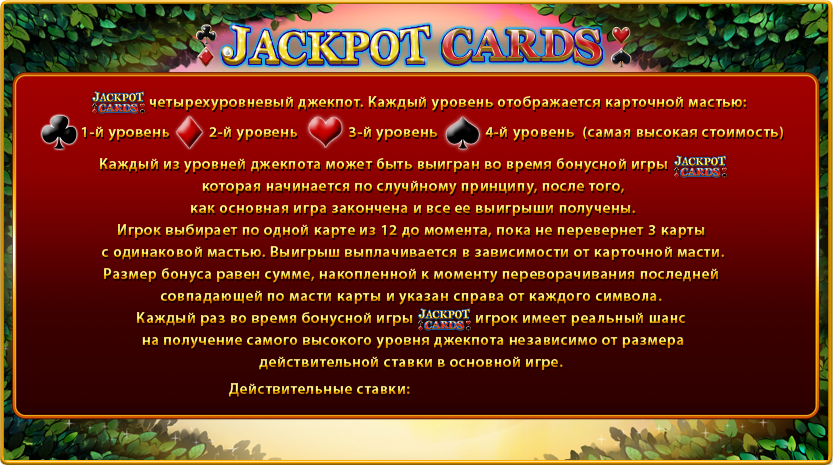 JACKPOT CARDS
JACKPOT CARDS четырехуровневый джекпот. Каждый уровень отображается карточной мастью:
1-й уровень 2-й уровень 3-й уровень 4-й уровень (самая высокая стоимость)
Каждый из уровней джекпота может быть выигран во время бонусной игры JACKPOT CARDS
которая начинается по случйному принципу, после того,
как основная игра закончена и все ее выигрыши получены.
Игрок выбирает по одной карте из 12 до момента, пока не перевернет 3 карты
с одинаковой мастью. Выигрыш выплачивается в зависимости от карточной масти.
Размер бонуса равен сумме, накопленной к моменту переворачивания последней
совпадающей по масти карты и указан справа от каждого символа.
Каждый раз во время бонусной игры JACKPOT CARDS игрок имеет реальный шанс
на получение самого высокого уровня джекпота независимо от размера
действительной ставки в основной игре.
Действительные ставки: